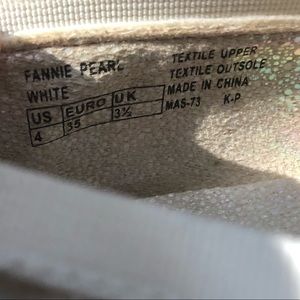 FANNIE PEARL
WHITE
US EURO UK
4 35 3½
TEXTILE UPPER
TEXTILE OUTSOLE
MADE IN CHINA
MAS-73 K-P